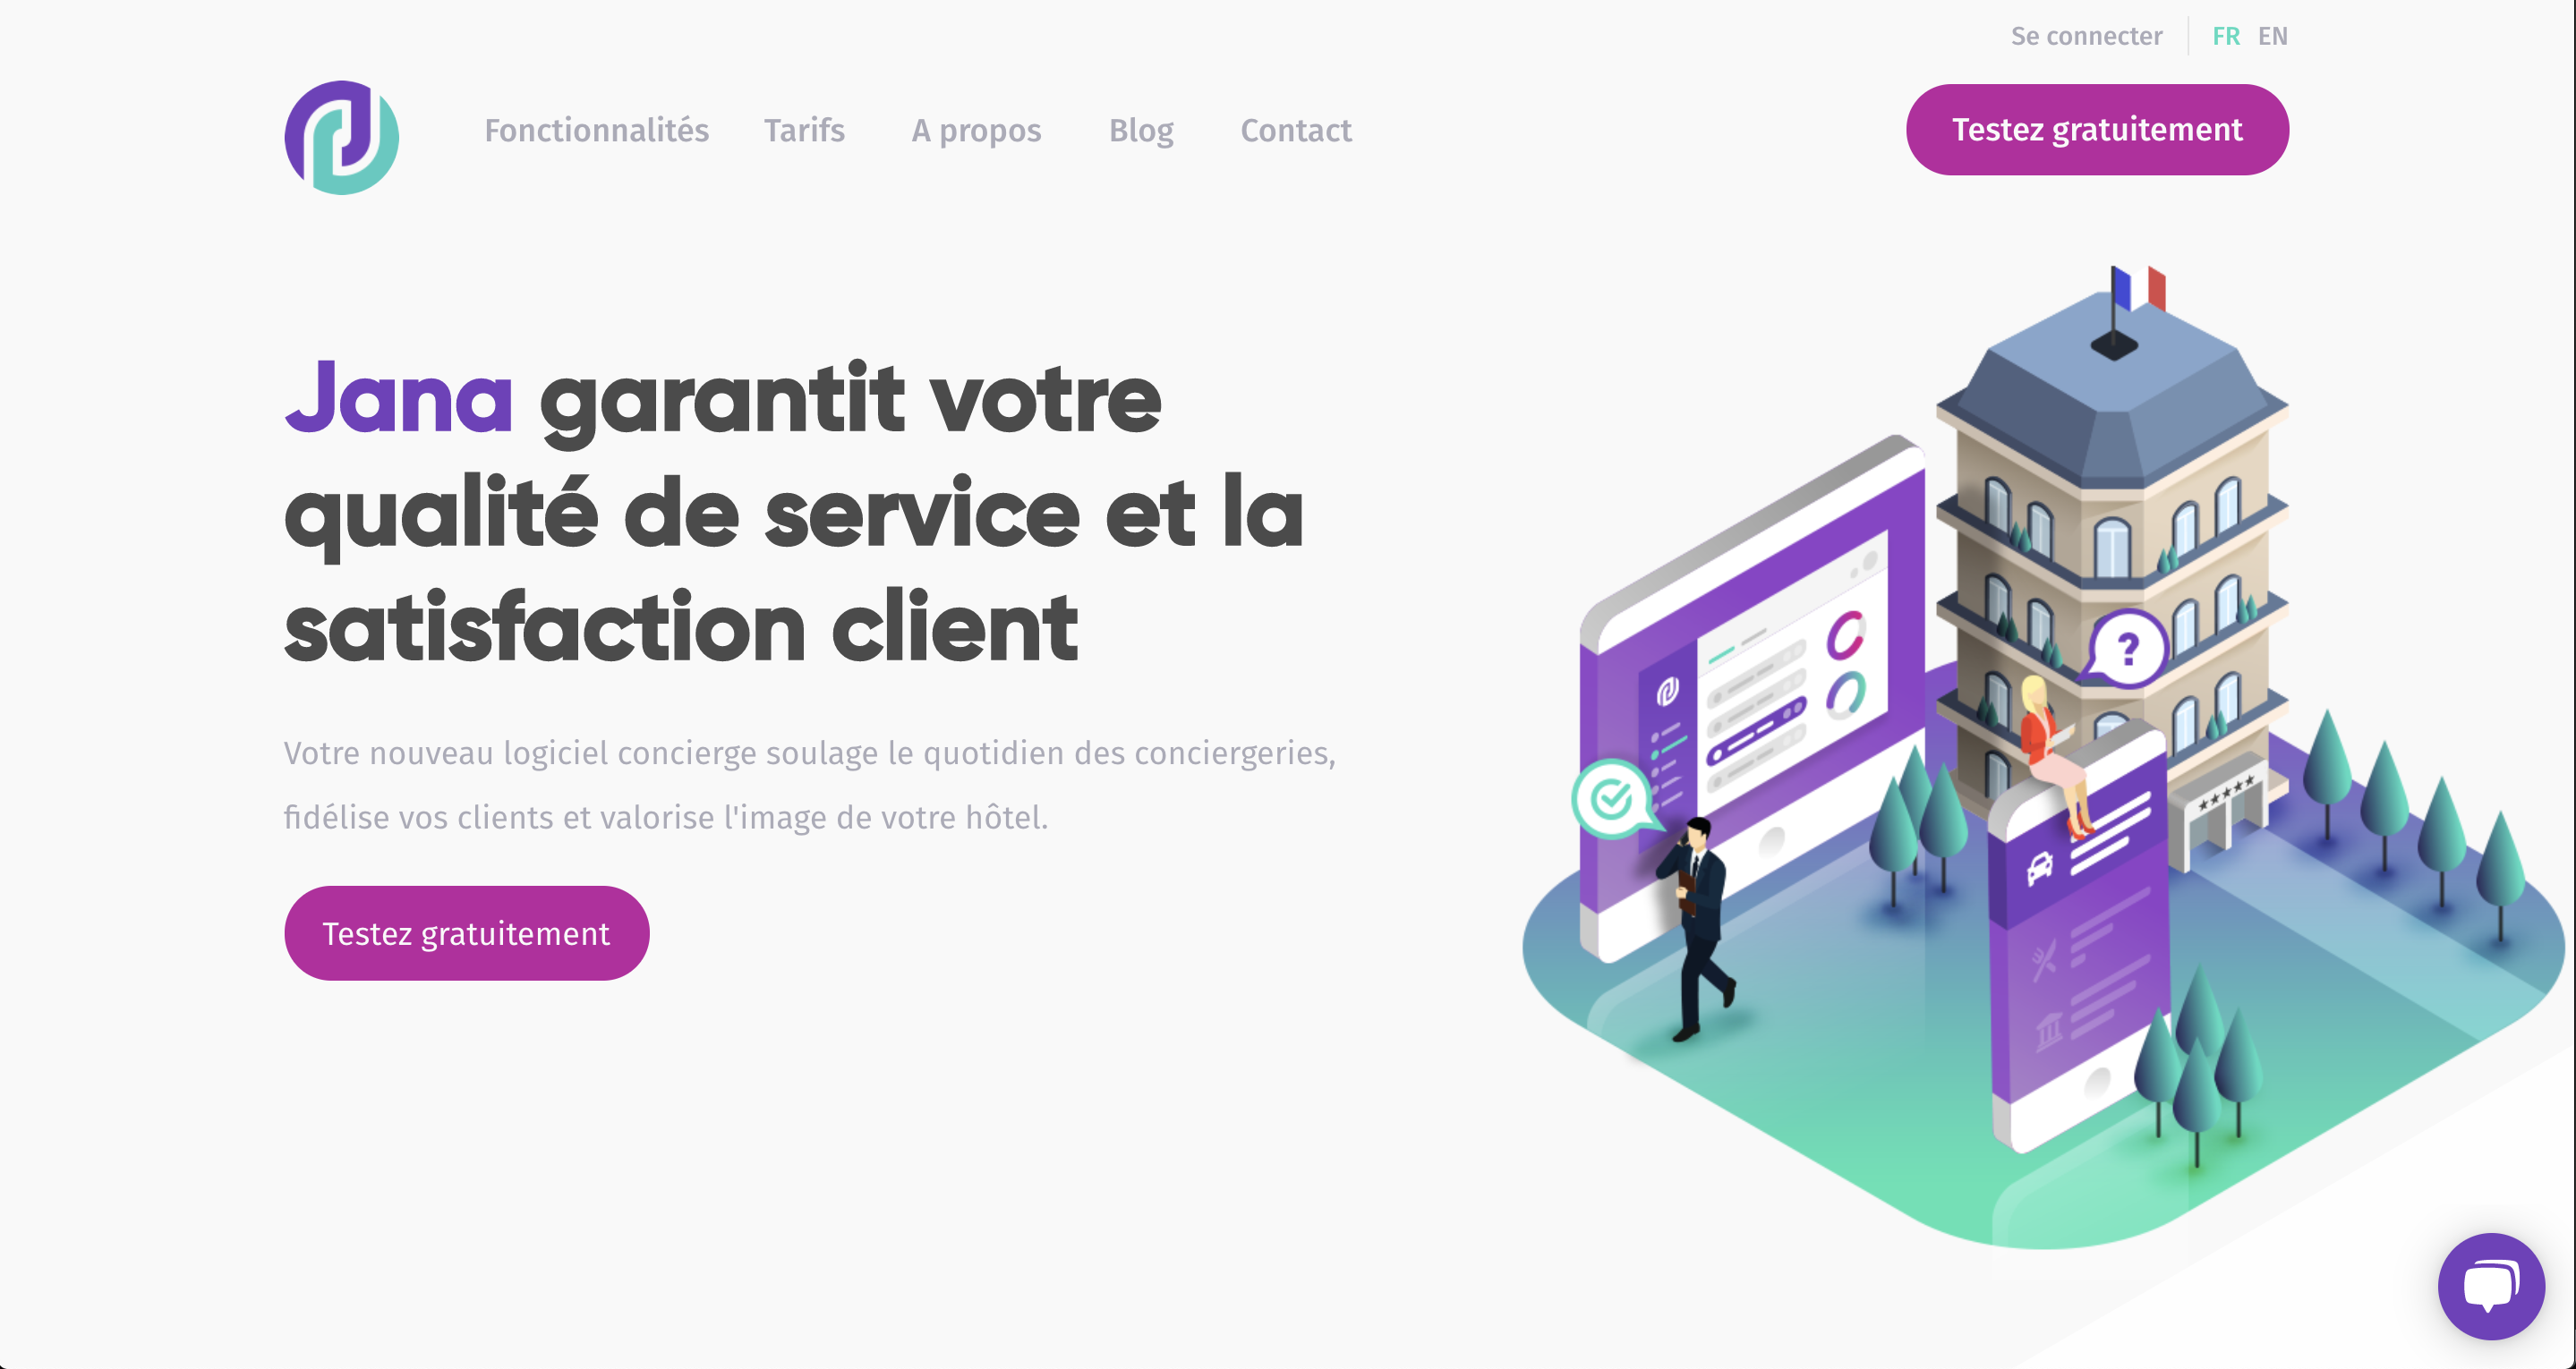 Se connecter FR EN
Fonctionnalités Tarifs A propos Blog Contact Testez gratuitement
Jana garantit votre
qualité de service et la
satisfaction client
Votre nouveau logiciel concierge soulage le quotidien des conciergeries,
fidélise vos clients et valorise l'image de votre hôtel.
Testez gratuitement
?